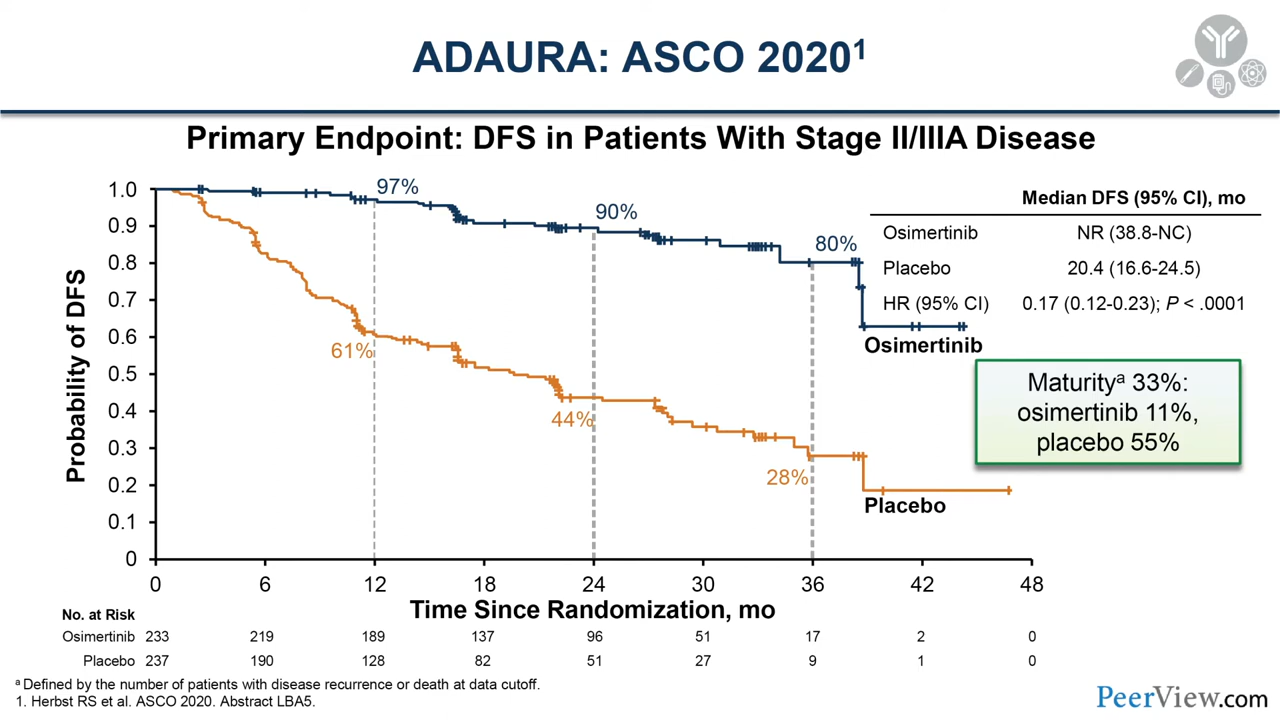 ADAURA: ASCO 2020¹
Primary Endpoint: DFS in Patients With Stage II/IIIA Disease
Probability of DFS
1.0
0.9
0.8
0.7
0.6
0.5
0.4
0.3
0.2
0.1
0
97%
90%
80%
61%
44%
28%
Median DFS (95% CI), mo
Osimertinib NR (38.8-NC)
Placebo 20.4 (16.6-24.5)
HR (95% CI) 0.17 (0.12-0.23); P < .0001
Osimertinib
Maturityᵃ 33%:
osimertinib 11%,
placebo 55%
Placebo
0 6 12 18 24 30 36 42 48
Time Since Randomization, mo
No. at Risk
Osimertinib 233 219 189 137 96 51 17 2 0
Placebo 237 190 128 82 51 27 9 1 0
ᵃ Defined by the number of patients with disease recurrence or death at data cutoff.
1. Herbst RS et al. ASCO 2020. Abstract LBA5.
PeerView.com